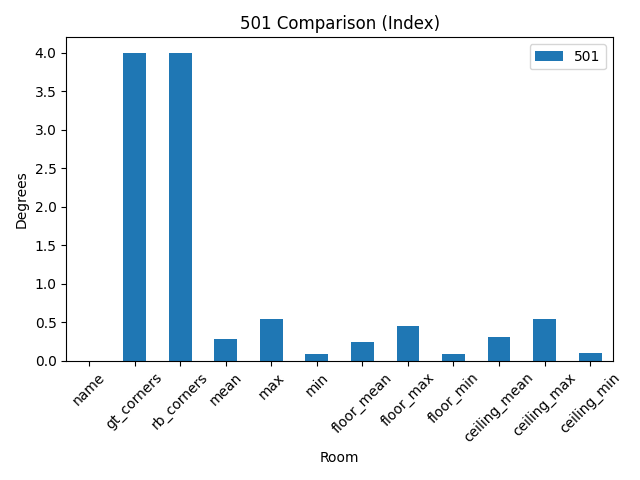 501 Comparison (Index)
501
Degrees
4.0
3.5
3.0
2.5
2.0
1.5
1.0
0.5
0.0
name
gt_corners
rb_corners
mean
max
min
floor_mean
floor_max
floor_min
ceiling_mean
ceiling_max
ceiling_min
Room